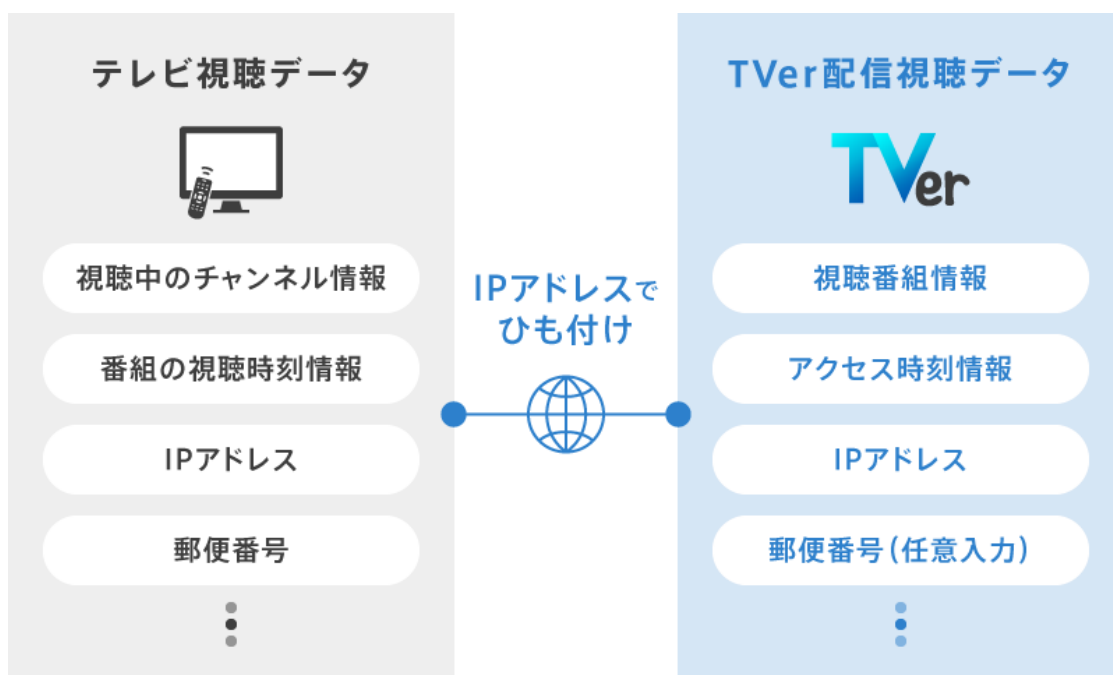 テレビ視聴データ
視聴中のチャンネル情報
番組の視聴時刻情報
IPアドレス
郵便番号
IPアドレスで
ひも付け
TVer配信視聴データ
TVer
視聴番組情報
アクセス時刻情報
IPアドレス
郵便番号(任意入力)